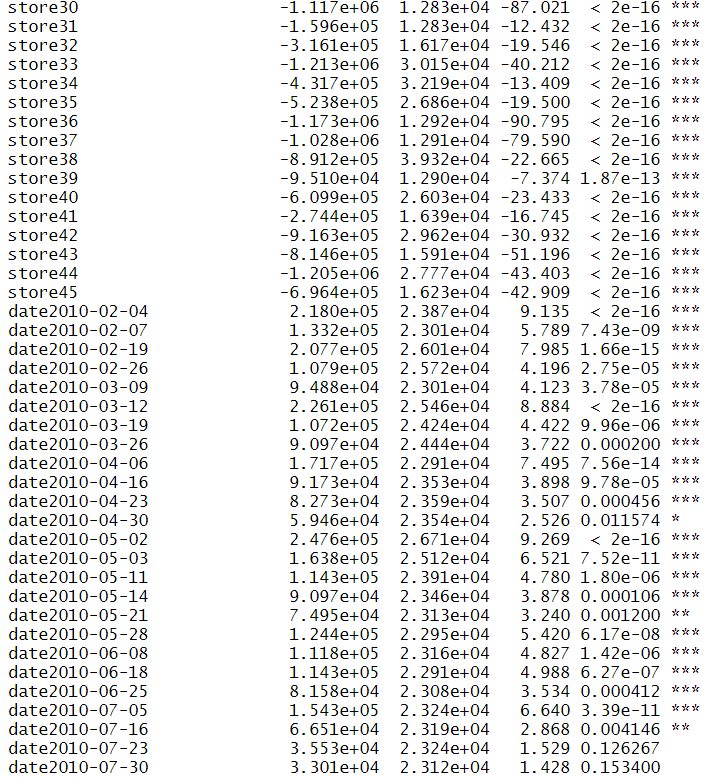 store30 -1.117e+06 1.283e+04 -87.021 < 2e-16 ***
store31 -1.596e+05 1.283e+04 -12.432 < 2e-16 ***
store32 -3.161e+05 1.617e+04 -19.546 < 2e-16 ***
store33 -1.213e+06 3.015e+04 -40.212 < 2e-16 ***
store34 -4.317e+05 3.219e+04 -13.409 < 2e-16 ***
store35 -5.238e+05 2.686e+04 -19.500 < 2e-16 ***
store36 -1.173e+06 1.292e+04 -90.795 < 2e-16 ***
store37 -1.028e+06 1.291e+04 -79.590 < 2e-16 ***
store38 -8.912e+05 3.932e+04 -22.665 < 2e-16 ***
store39 -9.510e+04 1.290e+04 -7.374 1.87e-13 ***
store40 -6.099e+05 2.603e+04 -23.433 < 2e-16 ***
store41 -2.744e+05 1.639e+04 -16.745 < 2e-16 ***
store42 -9.163e+05 2.962e+04 -30.932 < 2e-16 ***
store43 -8.146e+05 1.591e+04 -51.196 < 2e-16 ***
store44 -1.205e+06 2.777e+04 -43.403 < 2e-16 ***
store45 -6.964e+05 1.623e+04 -42.909 < 2e-16 ***
date2010-02-04 2.180e+05 2.387e+04 9.135 < 2e-16 ***
date2010-02-07 1.332e+05 2.301e+04 5.789 7.43e-09 ***
date2010-02-19 2.077e+05 2.601e+04 7.985 1.66e-15 ***
date2010-02-26 1.079e+05 2.572e+04 4.196 2.75e-05 ***
date2010-03-09 9.488e+04 2.301e+04 4.123 3.78e-05 ***
date2010-03-12 2.261e+05 2.546e+04 8.884 < 2e-16 ***
date2010-03-19 1.072e+05 2.424e+04 4.422 9.96e-06 ***
date2010-03-26 9.097e+04 2.444e+04 3.722 0.000200 ***
date2010-04-06 1.717e+05 2.291e+04 7.495 7.56e-14 ***
date2010-04-16 9.173e+04 2.353e+04 3.898 9.78e-05 ***
date2010-04-23 8.273e+04 2.359e+04 3.507 0.000456 ***
date2010-04-30 5.946e+04 2.354e+04 2.526 0.011574 *
date2010-05-02 2.476e+05 2.671e+04 9.269 < 2e-16 ***
date2010-05-03 1.638e+05 2.512e+04 6.521 7.52e-11 ***
date2010-05-11 1.143e+05 2.391e+04 4.780 1.80e-06 ***
date2010-05-14 9.097e+04 2.346e+04 3.878 0.000106 ***
date2010-05-21 7.495e+04 2.313e+04 3.240 0.001200 **
date2010-05-28 1.244e+05 2.295e+04 5.420 6.17e-08 ***
date2010-06-08 1.118e+05 2.316e+04 4.827 1.42e-06 ***
date2010-06-18 1.143e+05 2.291e+04 4.988 6.27e-07 ***
date2010-06-25 8.158e+04 2.308e+04 3.534 0.000412 ***
date2010-07-05 1.543e+05 2.324e+04 6.640 3.39e-11 ***
date2010-07-16 6.651e+04 2.319e+04 2.868 0.004146 **
date2010-07-23 3.553e+04 2.324e+04 1.529 0.126267
date2010-07-30 3.301e+04 2.312e+04 1.428 0.153400